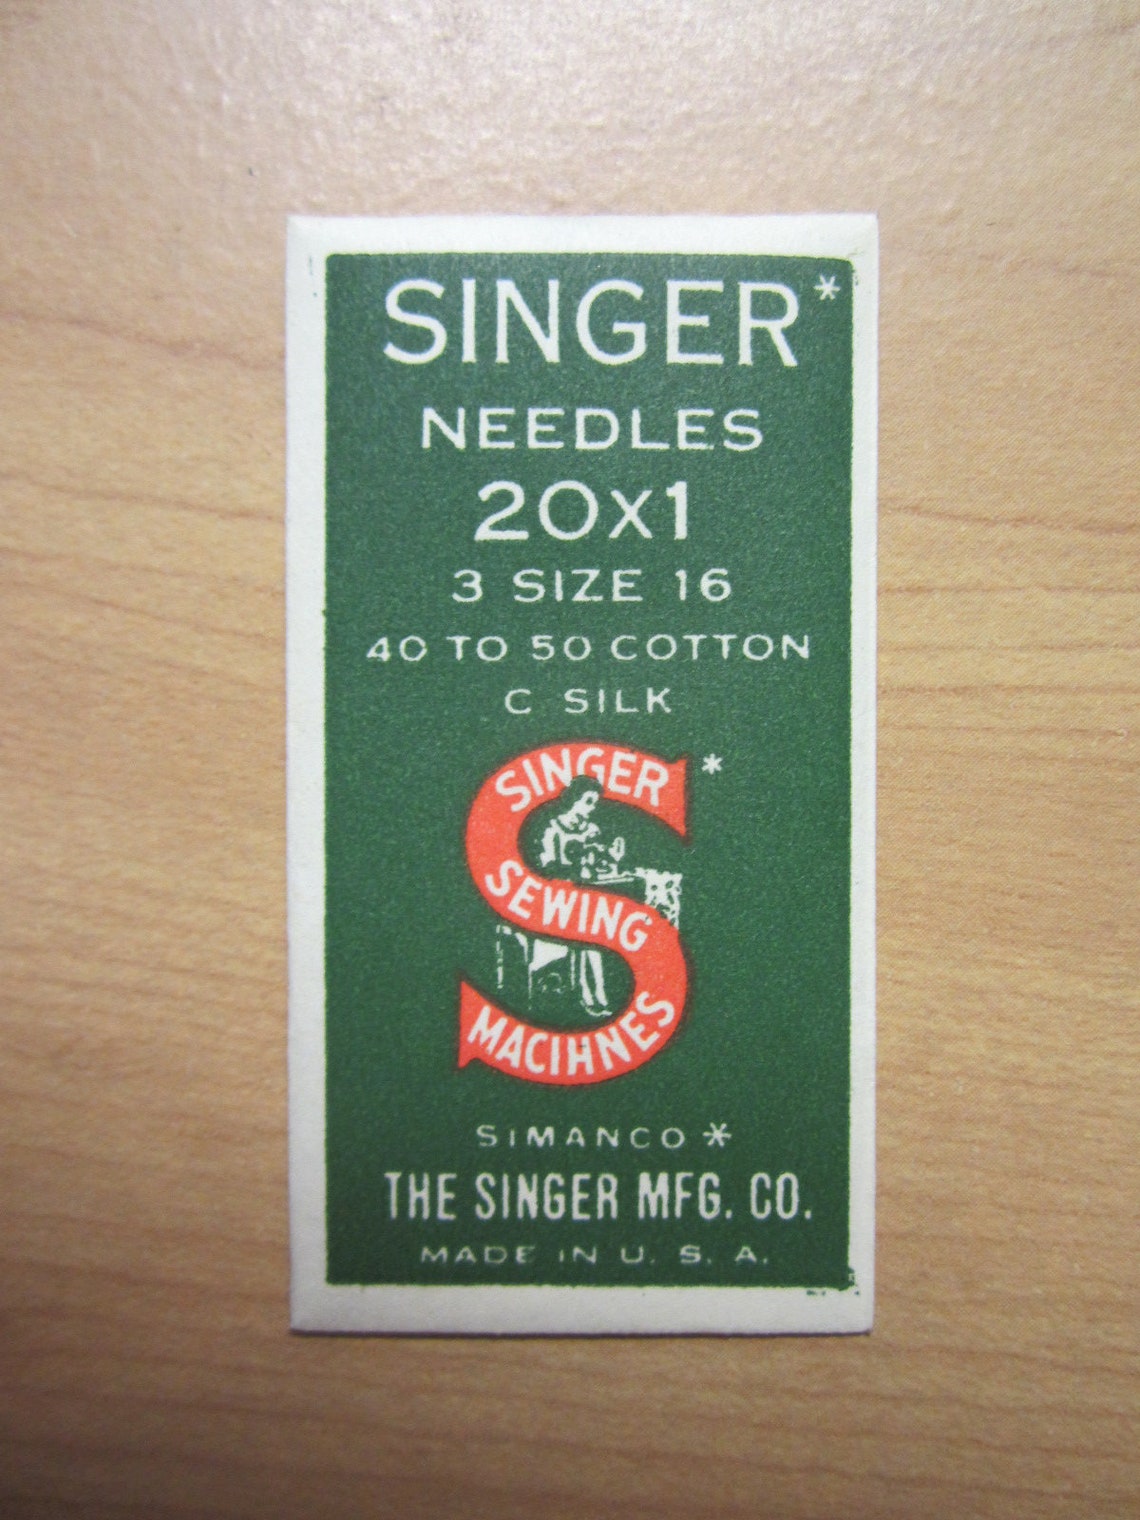 SINGER*
NEEDLES
20x1
3 SIZE 16
40 TO 50 COTTON
C SILK
SINGER *
SEWING
MACIHNES
SIMANCO *
THE SINGER MFG. CO.
MADE IN U. S. A.